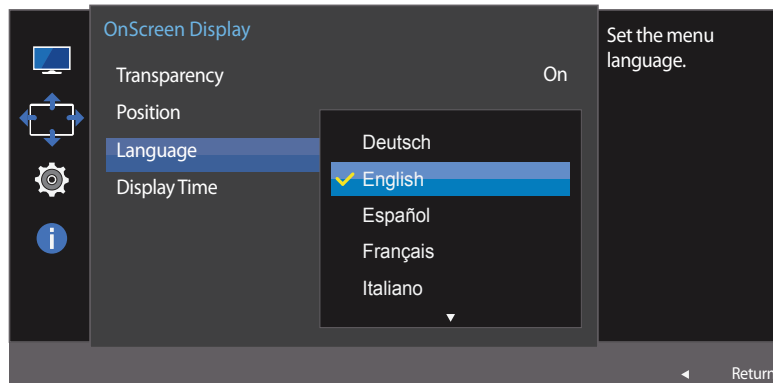 OnScreen Display
Transparency On
Position
Language
Display Time
Deutsch
English
Español
Français
Italiano
Set the menu
language.
Return